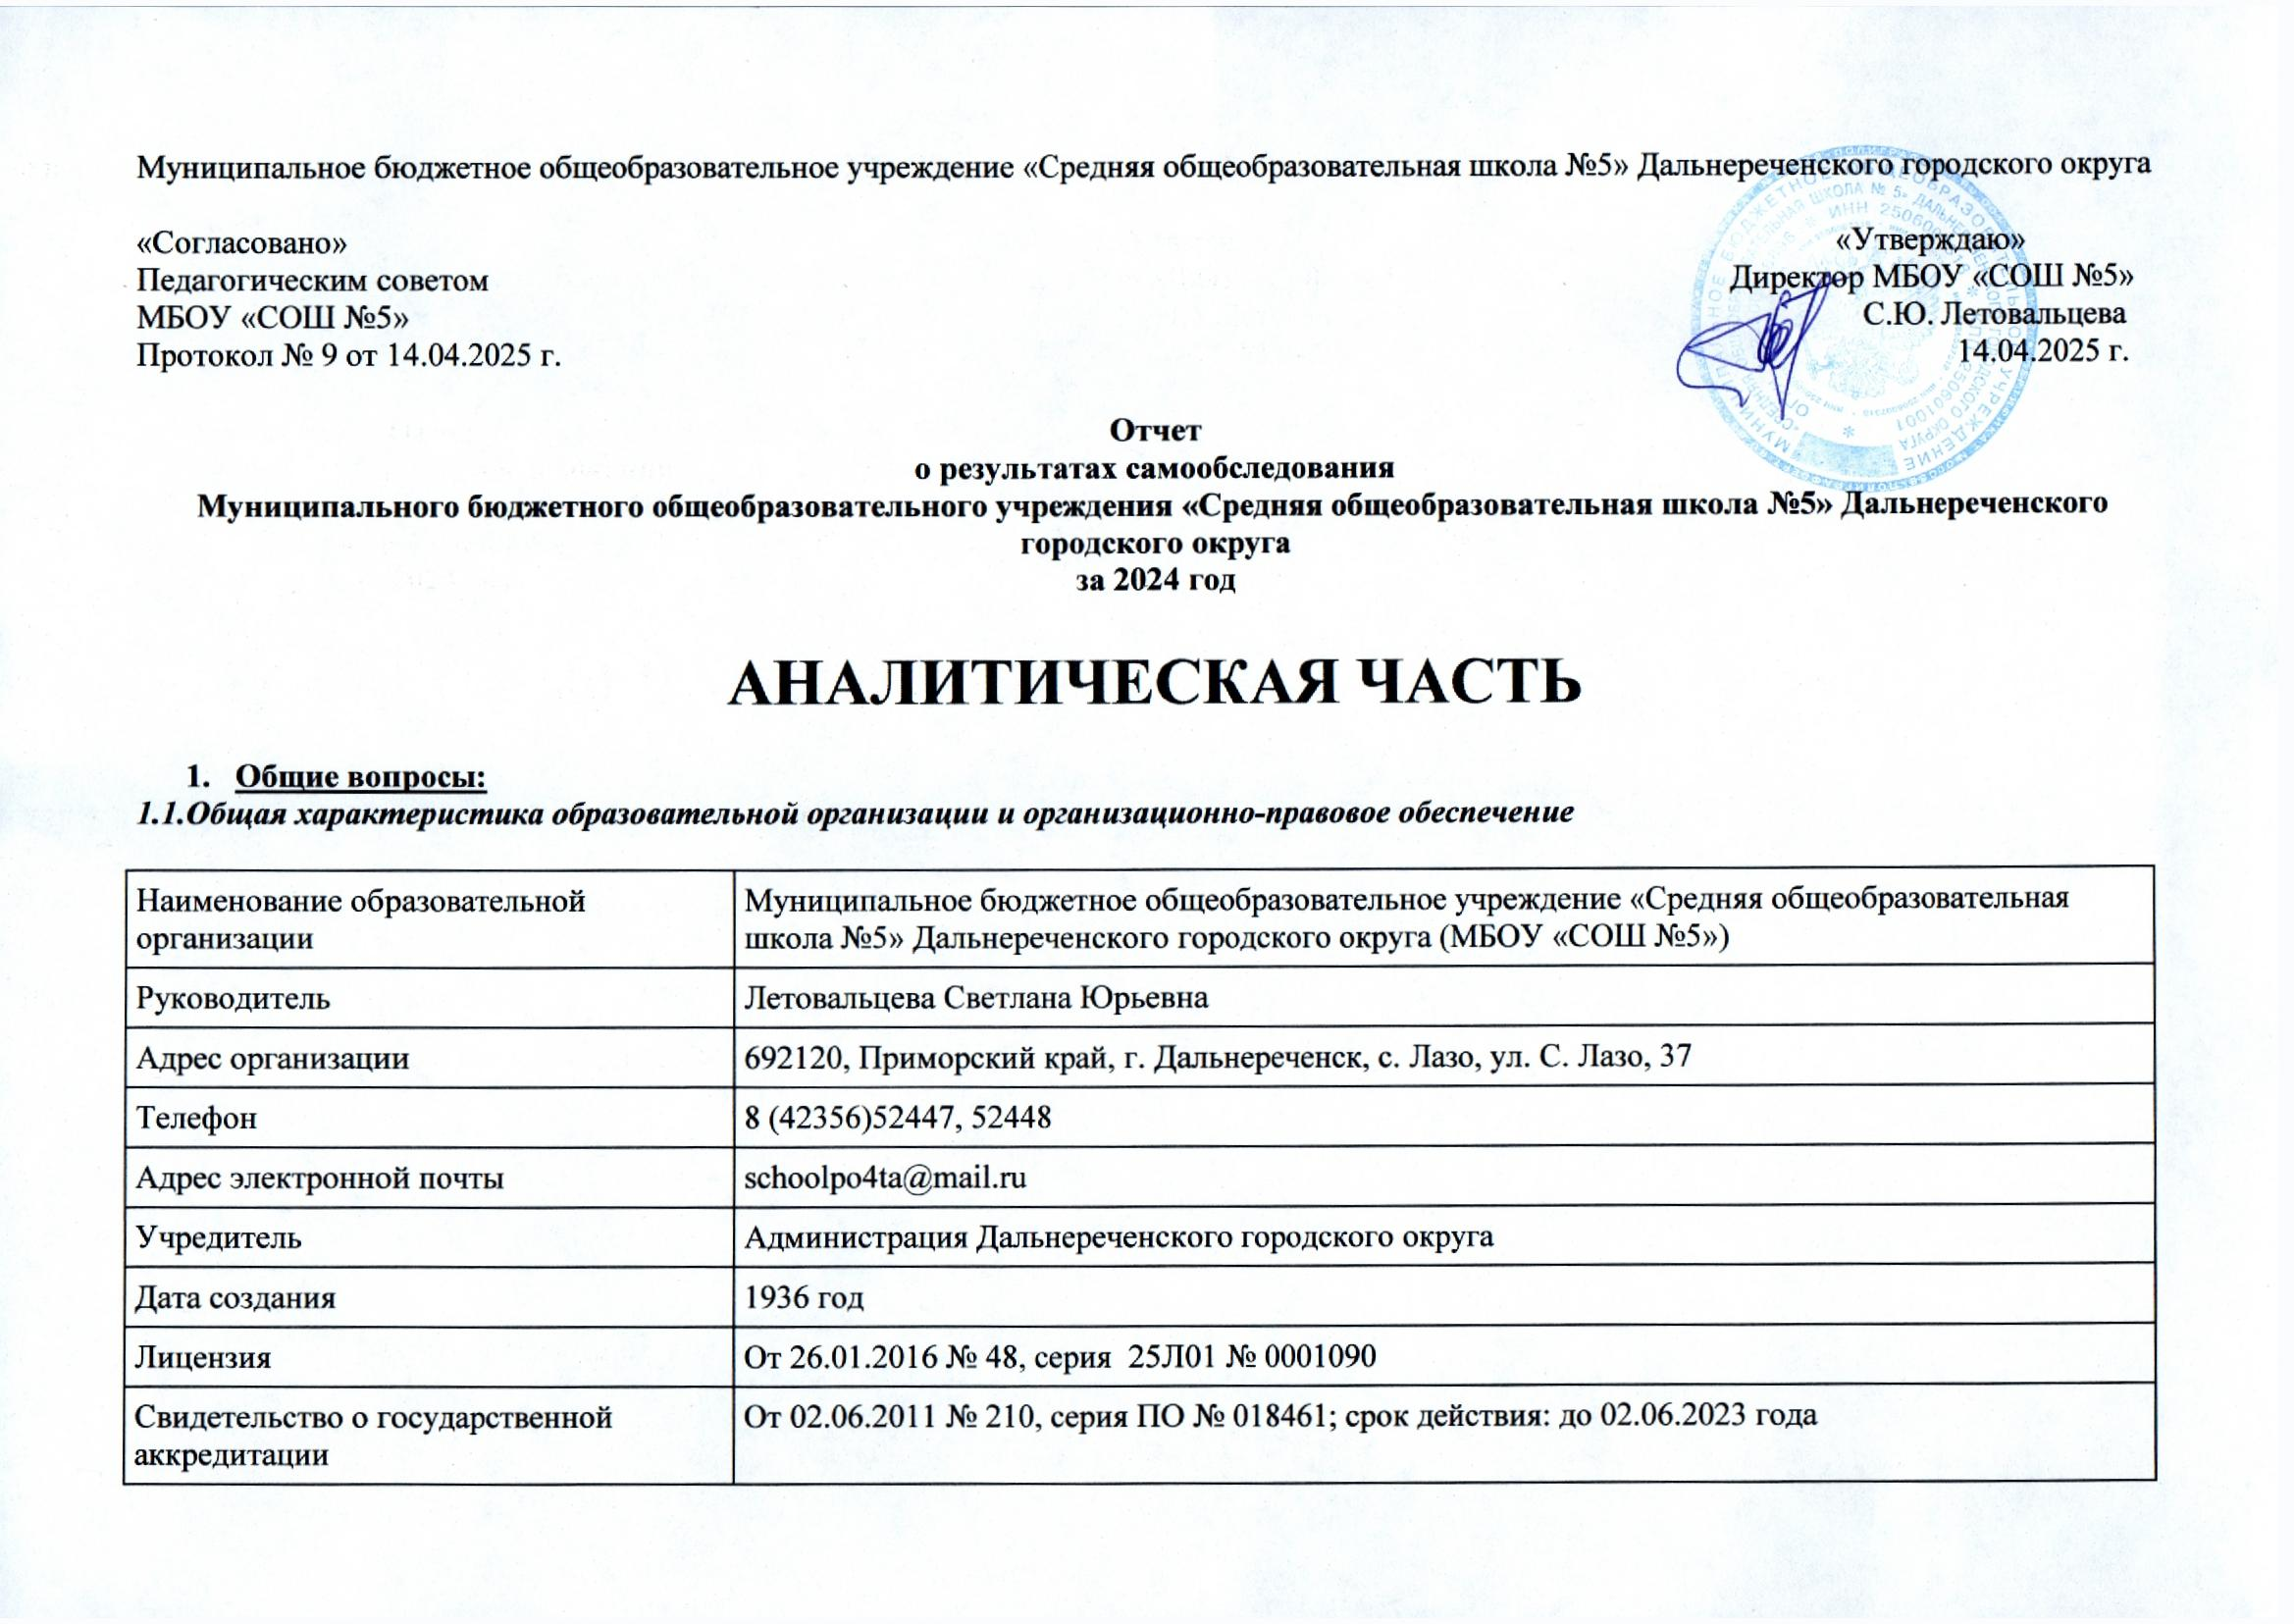 Муниципальное бюджетное общеобразовательное учреждение «Средняя общеобразовательная школа №5» Дальнереченского городского округа
«Согласовано»
Педагогическим советом
МБОУ «СОШ №5»
Протокол № 9 от 14.04.2025 г.
«Утверждаю»
Директор МБОУ «СОШ №5»
С.Ю. Летовальцева
14.04.2025 г.
Отчет
о результатах самообследования
Муниципального бюджетного общеобразовательного учреждения «Средняя общеобразовательная школа №5» Дальнереченского
городского округа
за 2024 год
АНАЛИТИЧЕСКАЯ ЧАСТЬ
1. Общие вопросы:
1.1.Общая характеристика образовательной организации и организационно-правовое обеспечение
Наименование образовательной
организации
Муниципальное бюджетное общеобразовательное учреждение «Средняя общеобразовательная
школа №5» Дальнереченского городского округа (МБОУ «СОШ №5»)
Руководитель
Летовальцева Светлана Юрьевна
Адрес организации
692120, Приморский край, г. Дальнереченск, с. Лазо, ул. С. Лазо, 37
Телефон
8 (42356)52447, 52448
Адрес электронной почты
schoolpo4ta@mail.ru
Учредитель
Администрация Дальнереченского городского округа
Дата создания
1936 год
Лицензия
От 26.01.2016 № 48, серия 25Л01 № 0001090
Свидетельство о государственной
аккредитации
От 02.06.2011 № 210, серия ПО № 018461; срок действия: до 02.06.2023 года